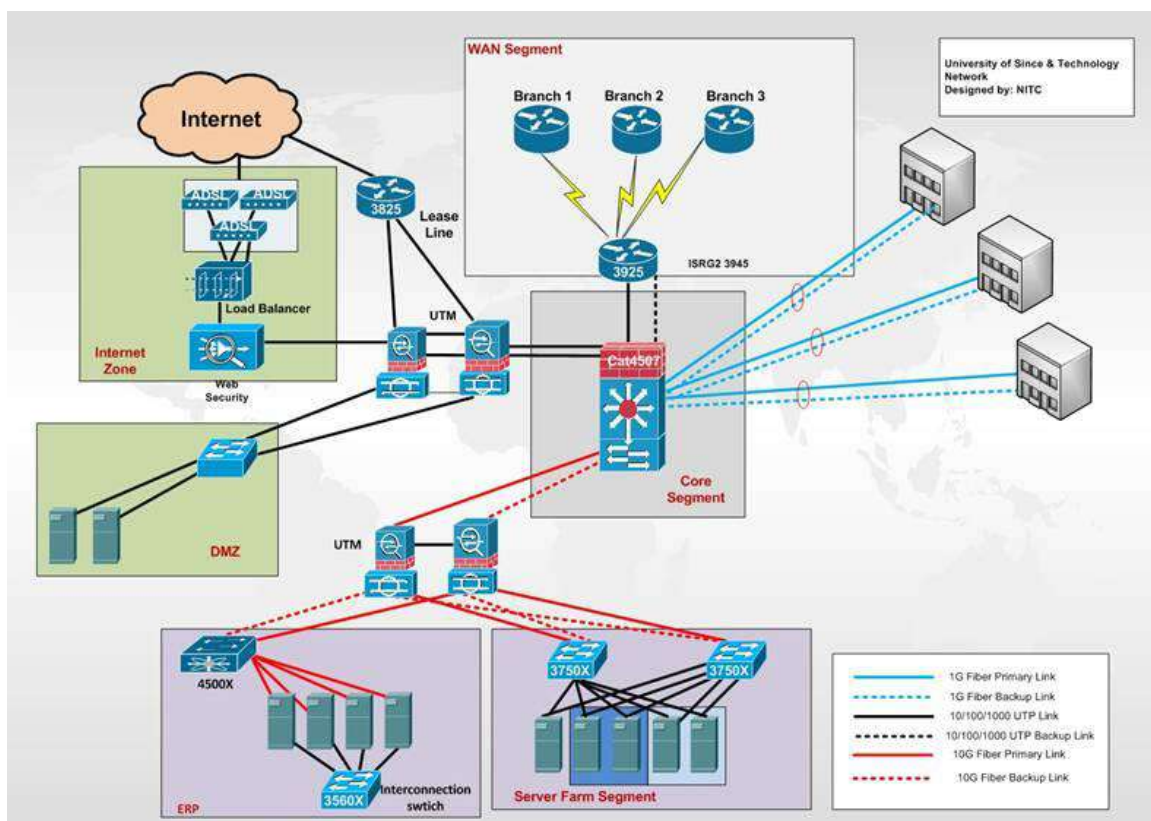 WAN Segment
University of Since & Technology
Network
Designed by: NITC
Branch 1
Branch 2
Branch 3
Internet
ADSL
ADSL
ADSL
3825
Lease
Line
3925
ISRG2 3945
Load Balancer
UTM
Internet
Zone
Web
Security
Cat4507
Core
Segment
DMZ
UTM
4500X
3750X
3750X
Interconnection
swtich
3560X
ERP
Server Farm Segment
1G Fiber Primary Link
1G Fiber Backup Link
10/100/1000 UTP Link
10/100/1000 UTP Backup Link
10G Fiber Primary Link
10G Fiber Backup Link